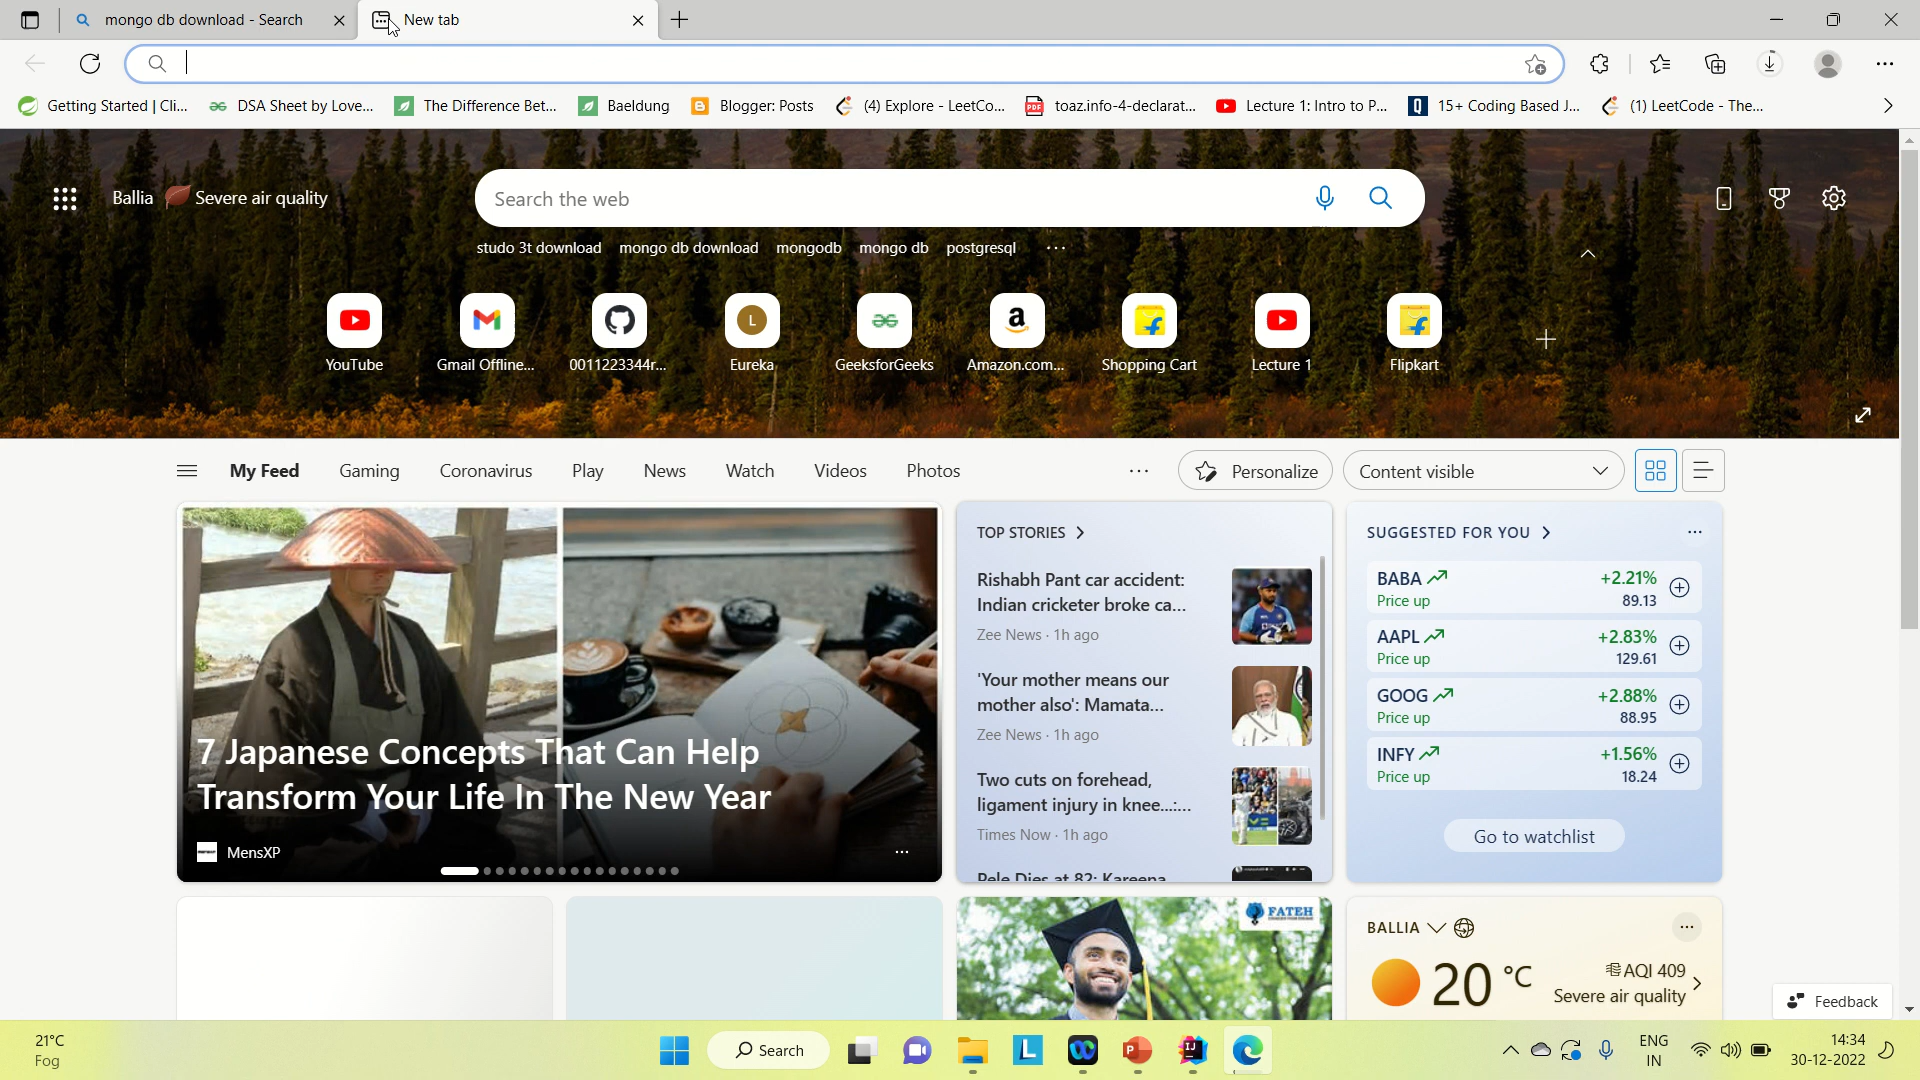 mongo db download - Search
New tab
Getting Started | Cli...
DSA Sheet by Love...
The Difference Bet...
Baeldung
Blogger: Posts
(4) Explore - LeetCo...
toaz.info-4-declarat...
Lecture 1: Intro to P...
15+ Coding Based J...
(1) LeetCode - The...
Ballia
Severe air quality
Search the web
studo 3t download
mongo db download
mongodb
mongo db
postgresql
YouTube
Gmail Offline...
0011223344r...
L
Eureka
GeeksforGeeks
Amazon.com...
Shopping Cart
Lecture 1
Flipkart
My Feed
Gaming
Coronavirus
Play
News
Watch
Videos
Photos
Personalize
Content visible
7 Japanese Concepts That Can Help
Transform Your Life In The New Year
MensXP
TOP STORIES
Rishabh Pant car accident:
Indian cricketer broke ca...
Zee News · 1h ago
'Your mother means our
mother also': Mamata...
Zee News · 1h ago
Two cuts on forehead,
ligament injury in knee...:...
Times Now · 1h ago
Pele Dies at 82: Kareena
SUGGESTED FOR YOU
BABA
+2.21%
Price up
89.13
AAPL
+2.83%
Price up
129.61
GOOG
+2.88%
Price up
88.95
INFY
+1.56%
Price up
18.24
Go to watchlist
FATEH
BALLIA
20 °C
AQI 409
Severe air quality
Feedback
21°C
Fog
Search
ENG
IN
14:34
30-12-2022